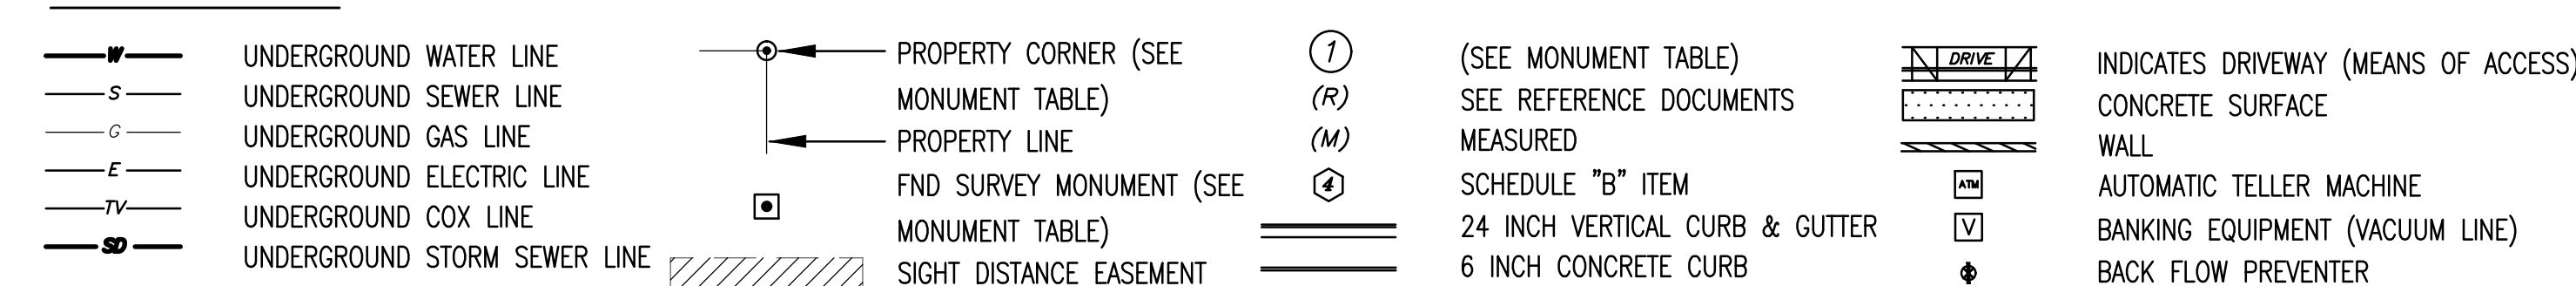 W UNDERGROUND WATER LINE
S UNDERGROUND SEWER LINE
G UNDERGROUND GAS LINE
E UNDERGROUND ELECTRIC LINE
TV UNDERGROUND COX LINE
SD UNDERGROUND STORM SEWER LINE
PROPERTY CORNER (SEE
MONUMENT TABLE)
PROPERTY LINE
FND SURVEY MONUMENT (SEE
MONUMENT TABLE)
SIGHT DISTANCE EASEMENT
1 (SEE MONUMENT TABLE)
(R) SEE REFERENCE DOCUMENTS
(M) MEASURED
4 SCHEDULE "B" ITEM
24 INCH VERTICAL CURB & GUTTER
6 INCH CONCRETE CURB
DRIVE INDICATES DRIVEWAY (MEANS OF ACCESS)
CONCRETE SURFACE
WALL
ATM AUTOMATIC TELLER MACHINE
V BANKING EQUIPMENT (VACUUM LINE)
BACK FLOW PREVENTER